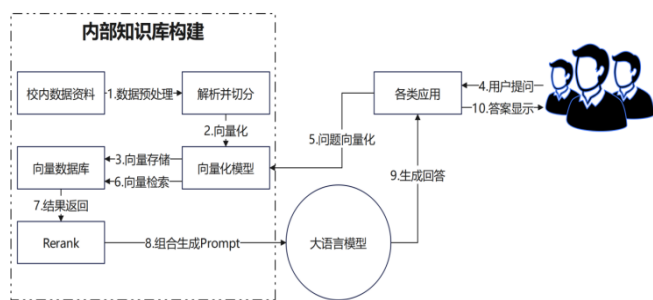 内部知识库构建
校内数据资料
1.数据预处理
解析并切分
各类应用
4.用户提问
10.答案显示
2.向量化
5.问题向量化
向量数据库
3.向量存储
6.向量检索
向量化模型
9.生成回答
7.结果返回
Rerank
8.组合生成Prompt
大语言模型